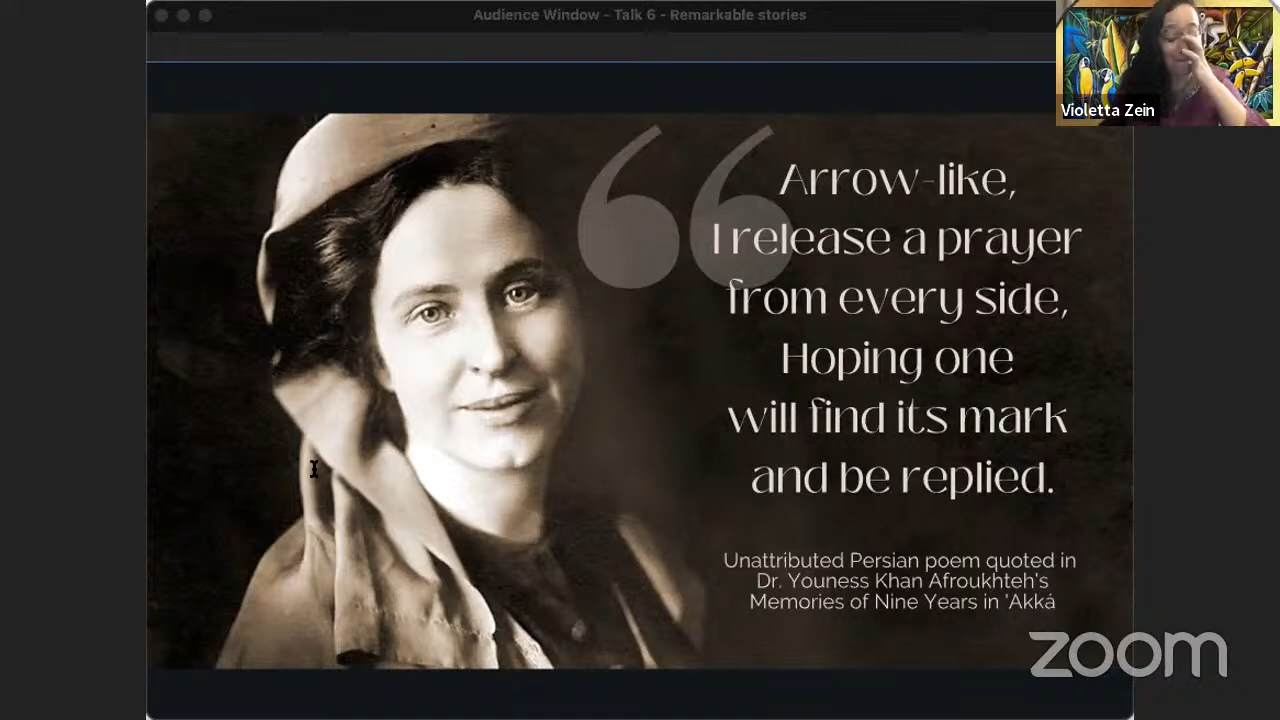 Audience Window - Talk 6 - Remarkable stories
Violetta Zein
Arrow-like,
I release a prayer
from every side,
Hoping one
will find its mark
and be replied.
Unattributed Persian poem quoted in
Dr. Youness Khan Afroukhteh's
Memories of Nine Years in 'Akká
zoom